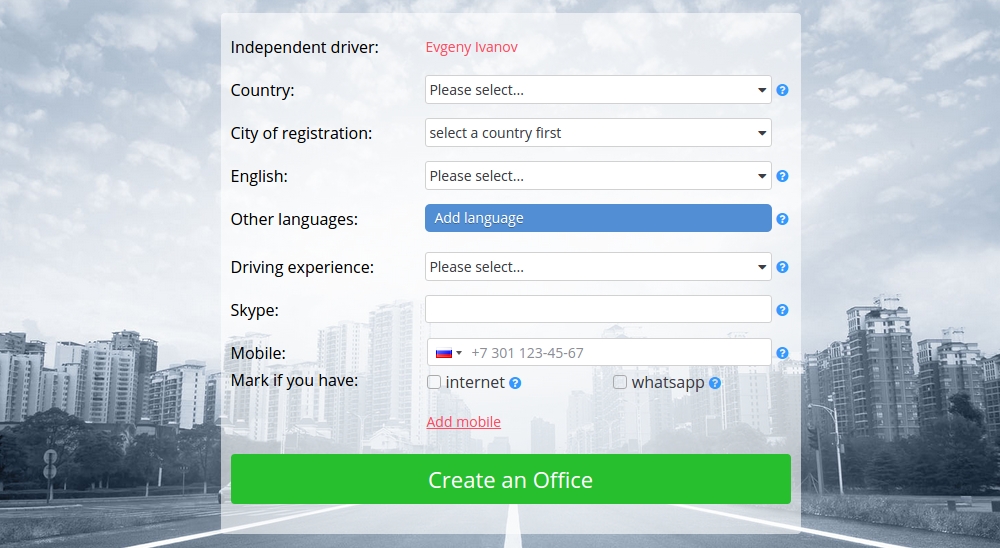 Independent driver: Evgeny Ivanov
Country: Please select... ?
City of registration: select a country first
English: Please select... ?
Other languages: Add language ?
Driving experience: Please select... ?
Skype: ?
Mobile: +7 301 123-45-67 ?
Mark if you have: internet ? whatsapp ?
Add mobile
Create an Office